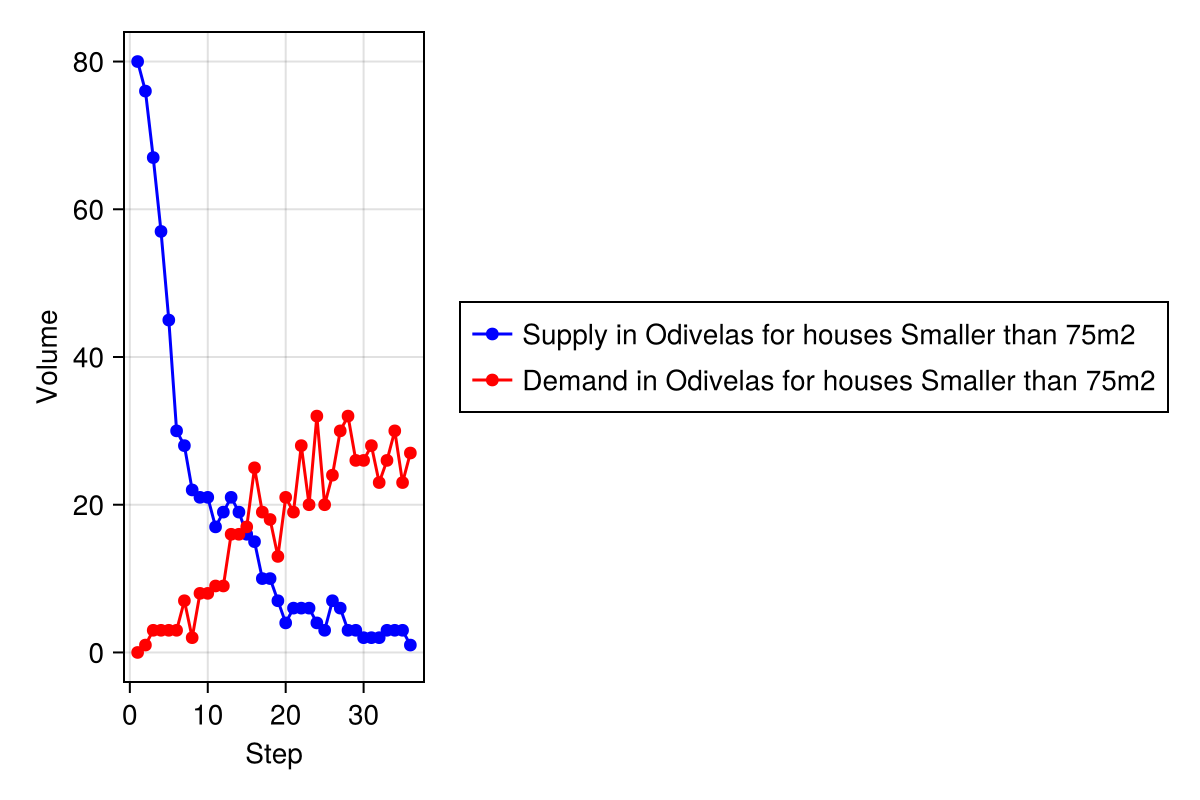 80
60
40
20
0
Volume
0 10 20 30
Step
Supply in Odivelas for houses Smaller than 75m2
Demand in Odivelas for houses Smaller than 75m2